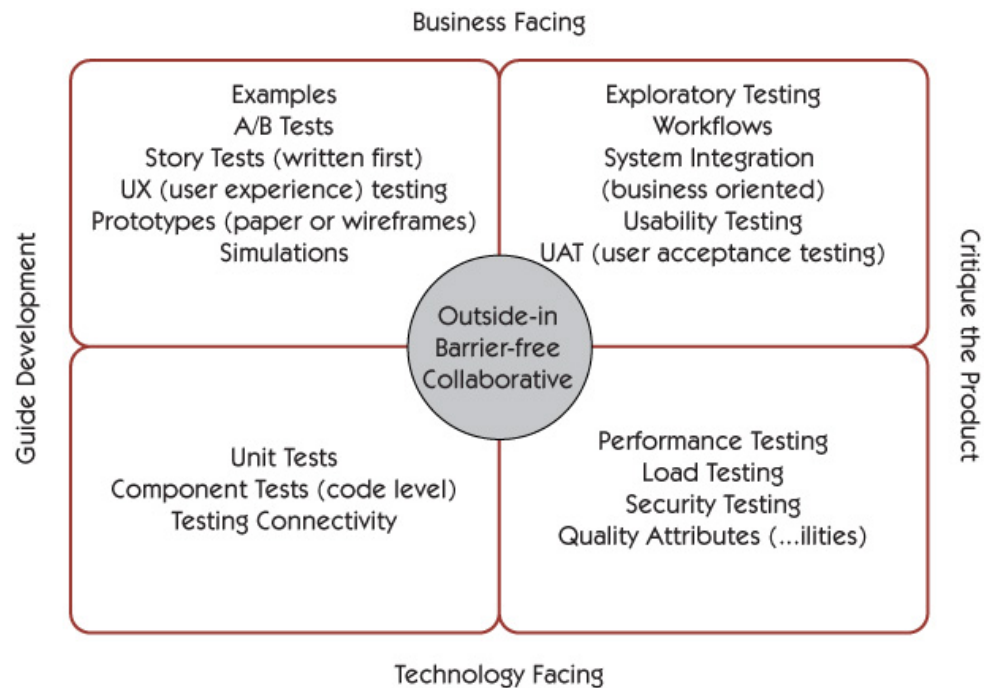 Business Facing
Examples
A/B Tests
Story Tests (written first)
UX (user experience) testing
Prototypes (paper or wireframes)
Simulations
Exploratory Testing
Workflows
System Integration
(business oriented)
Usability Testing
UAT (user acceptance testing)
Guide Development
Critique the Product
Outside-in
Barrier-free
Collaborative
Unit Tests
Component Tests (code level)
Testing Connectivity
Performance Testing
Load Testing
Security Testing
Quality Attributes (...ilities)
Technology Facing